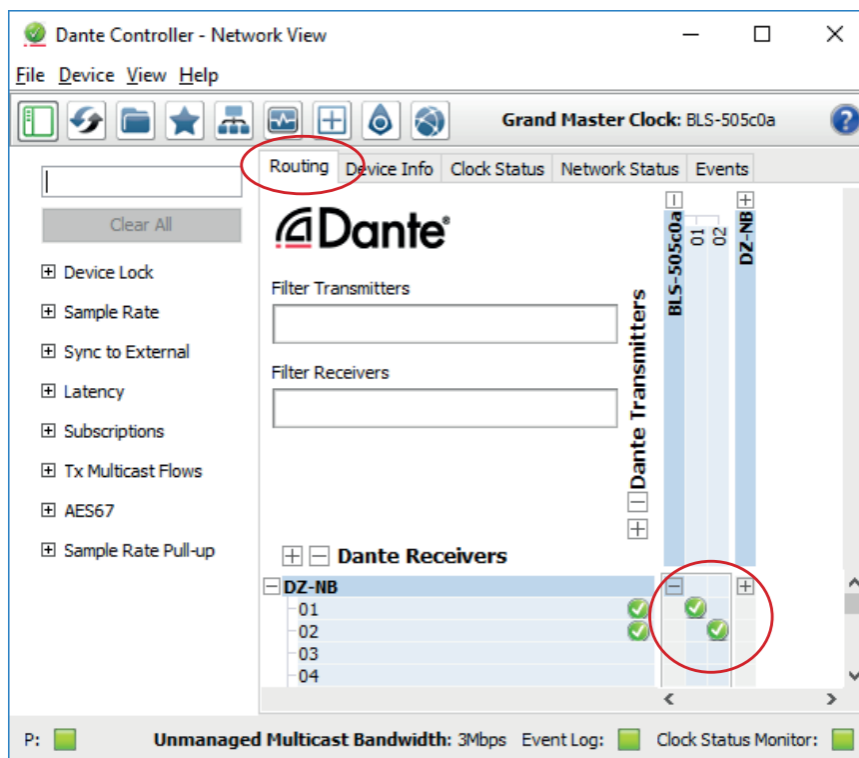 Dante Controller - Network View
File Device View Help
Grand Master Clock: BLS-505c0a
?
Routing Device Info Clock Status Network Status Events
Clear All
Device Lock
Sample Rate
Sync to External
Latency
Subscriptions
Tx Multicast Flows
AES67
Sample Rate Pull-up
Dante®
Filter Transmitters
Filter Receivers
Dante Transmitters
BLS-505c0a
01
02
DZ-NB
Dante Receivers
DZ-NB
01
02
03
04
P: Unmanaged Multicast Bandwidth: 3Mbps Event Log: Clock Status Monitor: